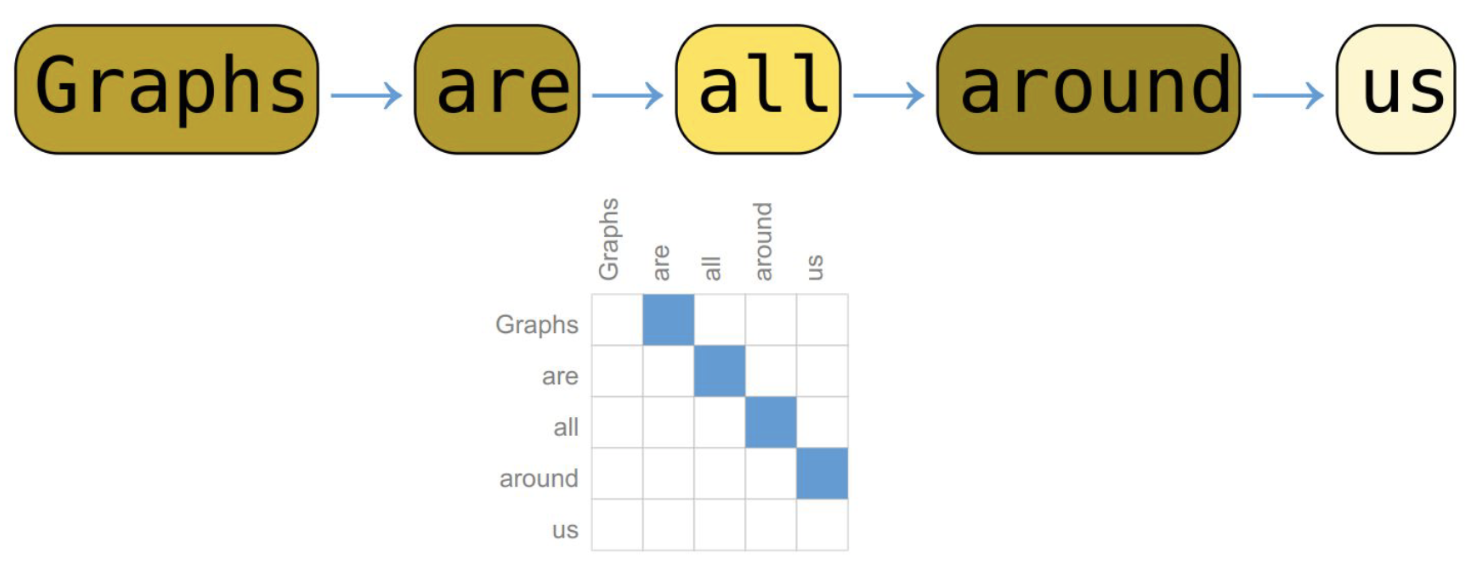 Graphs → are → all → around → us
Graphs are all around us
Graphs
are
all
around
us